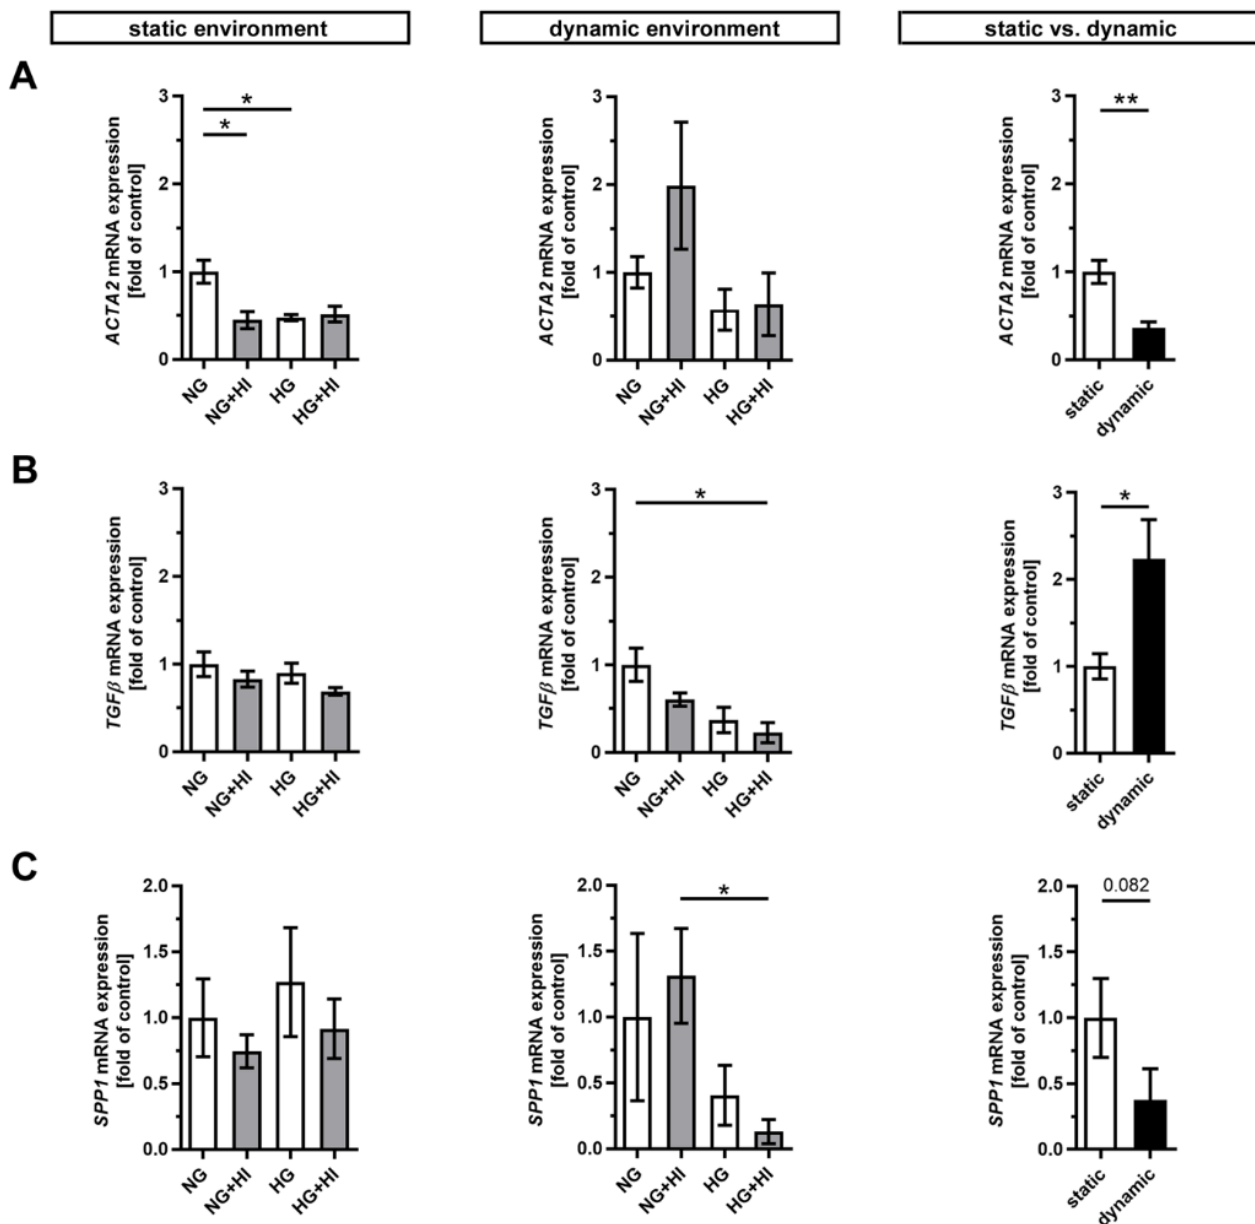 static environment
dynamic environment
static vs. dynamic
A
ACTA2 mRNA expression
[fold of control]
3
2
1
0
*
*
NG
NG+HI
HG
HG+HI
ACTA2 mRNA expression
[fold of control]
3
2
1
0
NG
NG+HI
HG
HG+HI
ACTA2 mRNA expression
[fold of control]
3
2
1
0
**
static
dynamic
B
TGFβ mRNA expression
[fold of control]
3
2
1
0
NG
NG+HI
HG
HG+HI
TGFβ mRNA expression
[fold of control]
3
2
1
0
*
NG
NG+HI
HG
HG+HI
TGFβ mRNA expression
[fold of control]
3
2
1
0
*
static
dynamic
C
SPP1 mRNA expression
[fold of control]
2.0
1.5
1.0
0.5
0.0
NG
NG+HI
HG
HG+HI
SPP1 mRNA expression
[fold of control]
2.0
1.5
1.0
0.5
0.0
*
NG
NG+HI
HG
HG+HI
SPP1 mRNA expression
[fold of control]
2.0
1.5
1.0
0.5
0.0
0.082
static
dynamic